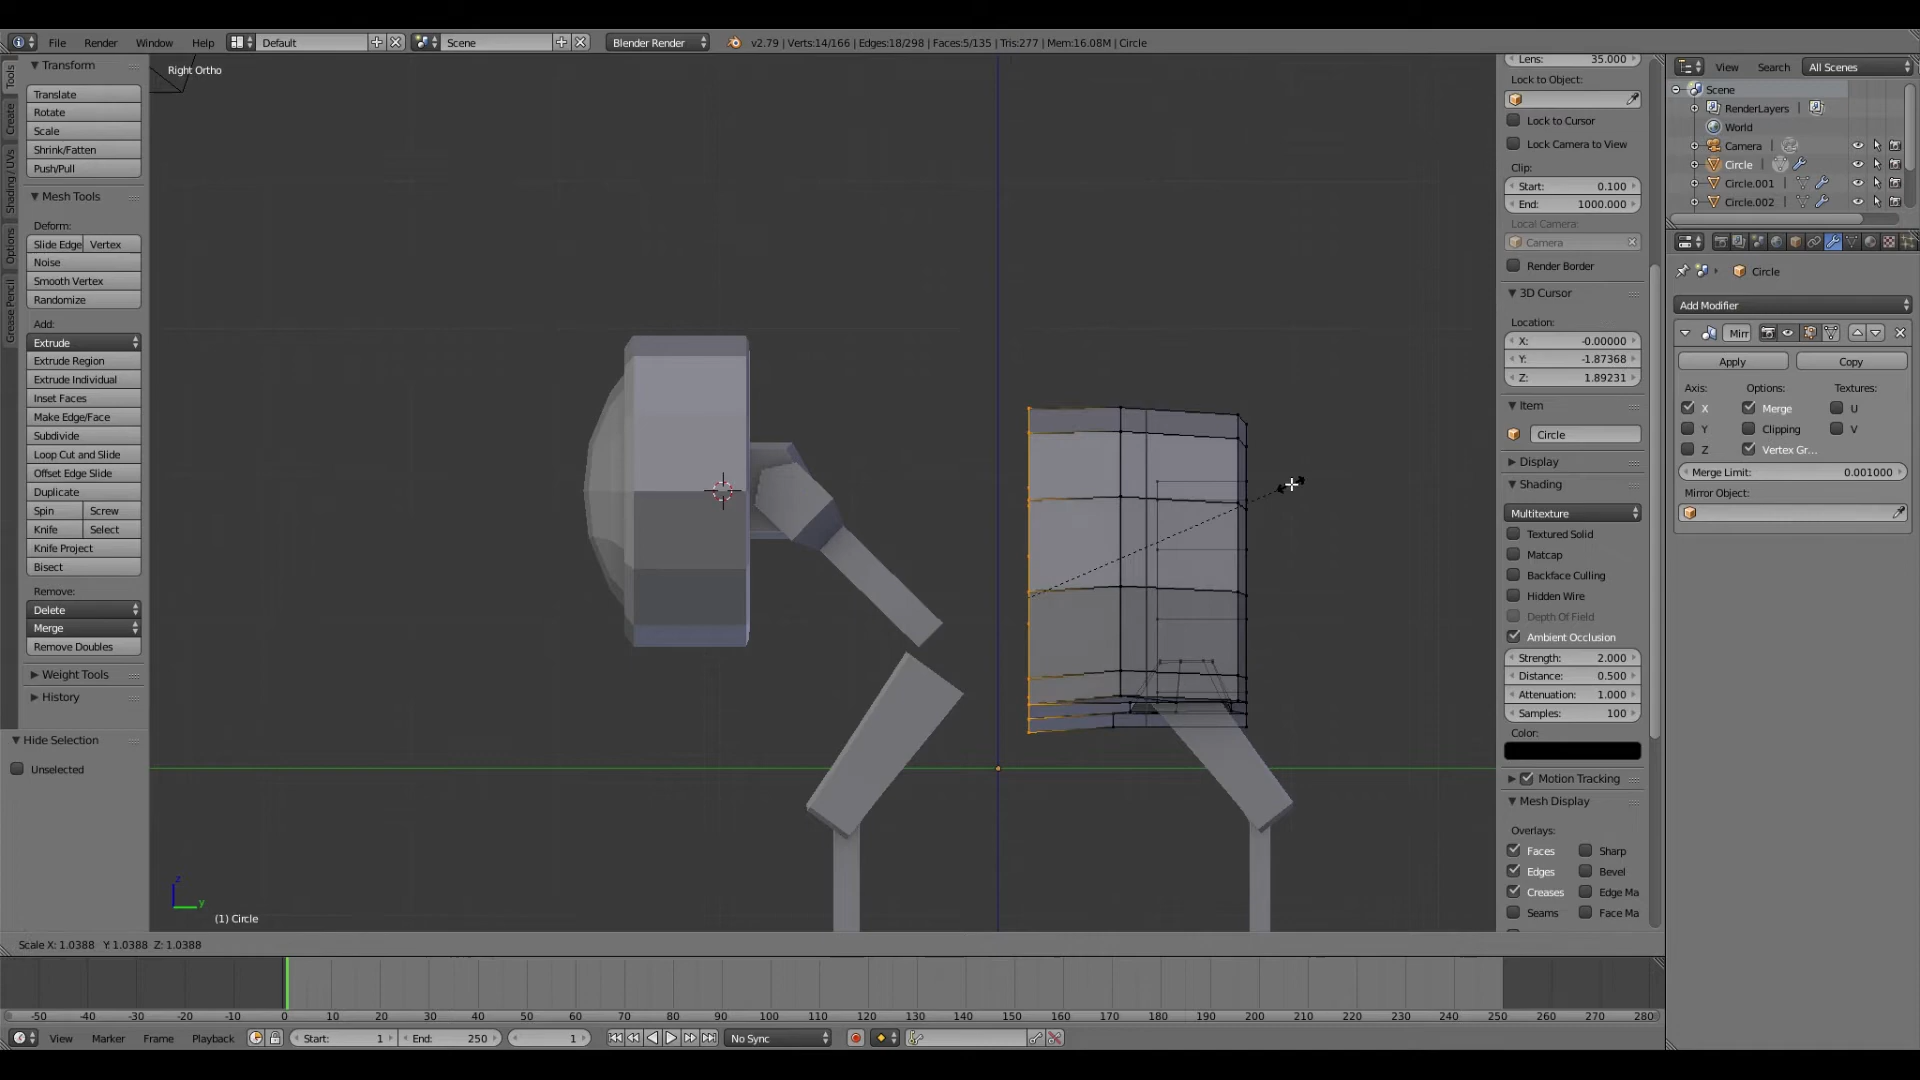 File Render Window Help Default Scene Blender Render v2.79 | Verts:14/166 | Edges:18/298 | Faces:5/135 | Tris:277 | Mem:16.08M | Circle
Tools
Create
Shading / UVs
Options
Grease Pencil
Transform
Translate
Rotate
Scale
Shrink/Fatten
Push/Pull
Mesh Tools
Deform:
Slide Edge Vertex
Noise
Smooth Vertex
Randomize
Add:
Extrude
Extrude Region
Extrude Individual
Inset Faces
Make Edge/Face
Subdivide
Loop Cut and Slide
Offset Edge Slide
Duplicate
Spin Screw
Knife Select
Knife Project
Bisect
Remove:
Delete
Merge
Remove Doubles
Weight Tools
History
Hide Selection
Unselected
Right Ortho
z
y
(1) Circle
Lens: 35.000
Lock to Object:
Lock to Cursor
Lock Camera to View
Clip:
Start: 0.100
End: 1000.000
Local Camera:
Camera
Render Border
3D Cursor
Location:
X: -0.00000
Y: -1.87368
Z: 1.89231
Item
Circle
Display
Shading
Multitexture
Textured Solid
Matcap
Backface Culling
Hidden Wire
Depth Of Field
Ambient Occlusion
Strength: 2.000
Distance: 0.500
Attenuation: 1.000
Samples: 100
Color:
Motion Tracking
Mesh Display
Overlays:
Faces Sharp
Edges Bevel
Creases Edge Ma
Seams Face Ma
View Search All Scenes
Scene
RenderLayers
World
Camera
Circle
Circle.001
Circle.002
Circle
Add Modifier
Mirr
Apply Copy
Axis: Options: Textures:
X Merge U
Y Clipping V
Z Vertex Gr...
Merge Limit: 0.001000
Mirror Object:
Scale X: 1.0388 Y: 1.0388 Z: 1.0388
-50 -40 -30 -20 -10 0 10 20 30 40 50 60 70 80 90 100 110 120 130 140 150 160 170 180 190 200 210 220 230 240 250 260 270 280
View Marker Frame Playback Start: 1 End: 250 1 No Sync